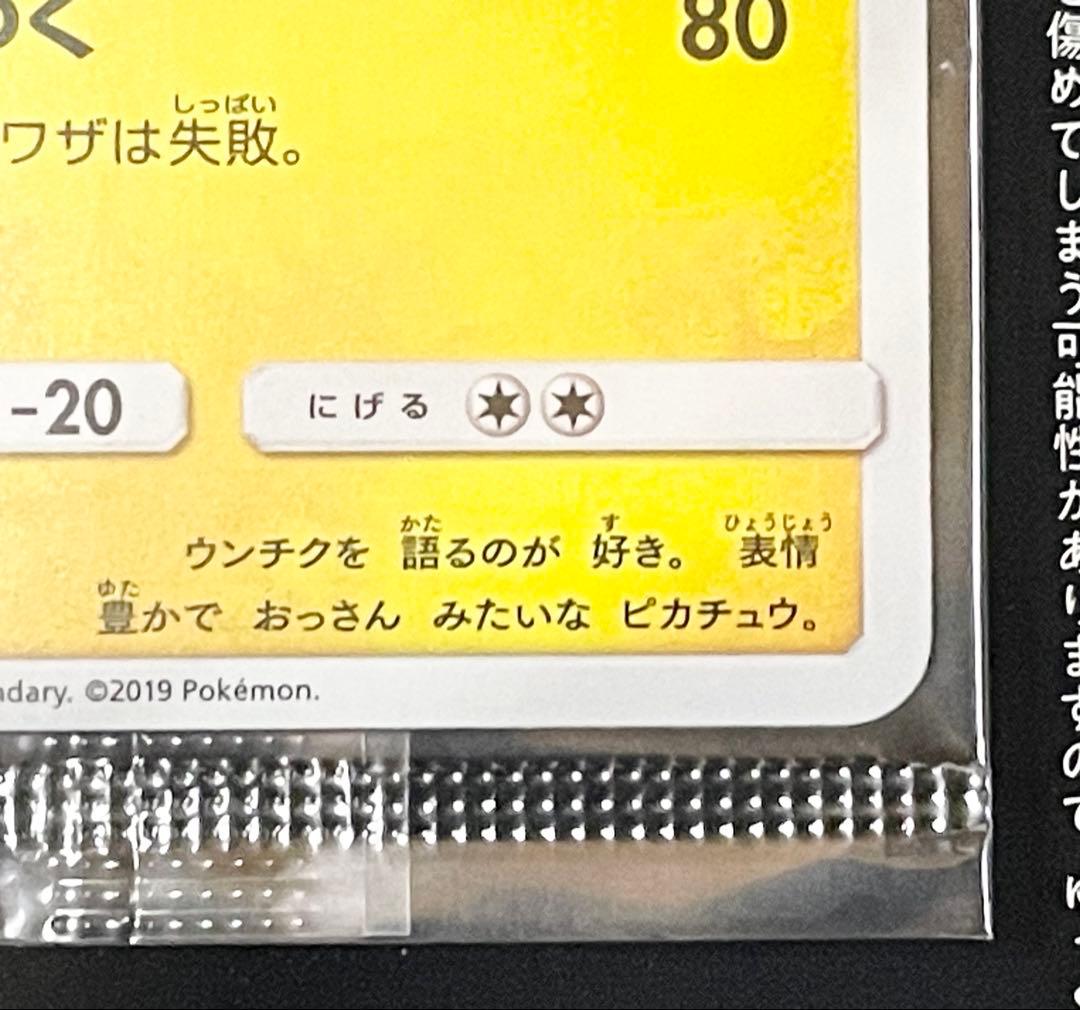 く 80
ワザは失敗。
しっぱい
-20
にげる
ウンチクを 語るのが 好き。 表情
かた す ひょうじょう
豊かで おっさん みたいな ピカチュウ。
ゆた
©2019 Pokémon.
傷めてしまう可能性がありますので